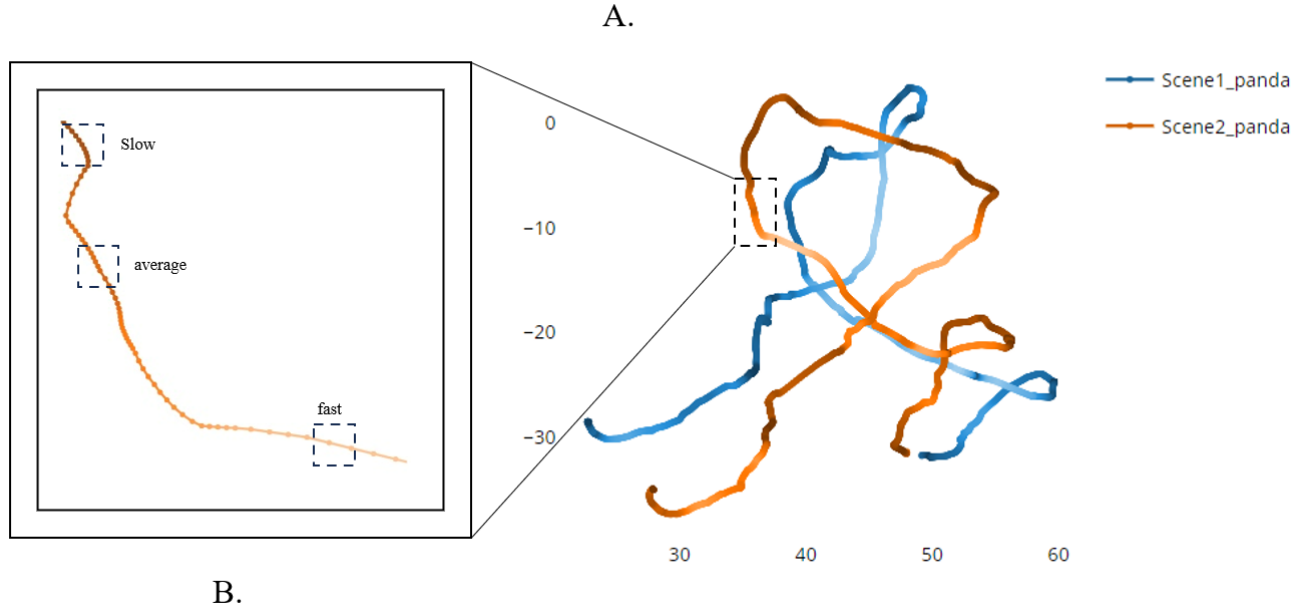 A.
Scene1_panda
Scene2_panda
Slow
average
fast
0
−10
−20
−30
30 40 50 60
B.